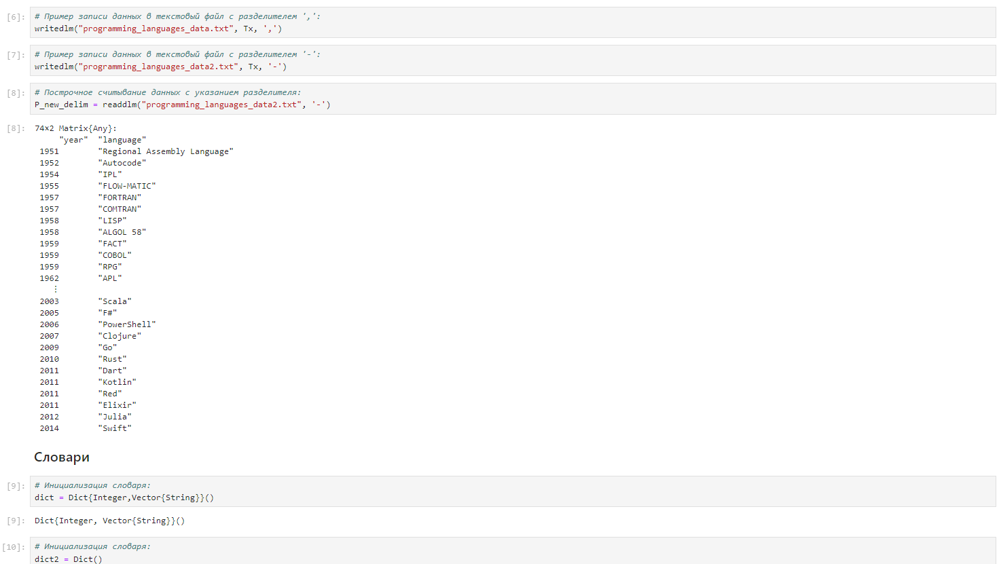 [6]: # Пример записи данных в текстовый файл с разделителем ',':
writedlm("programming_languages_data.txt", Tx, ',')
[7]: # Пример записи данных в текстовый файл с разделителем '-':
writedlm("programming_languages_data2.txt", Tx, '-')
[8]: # Построчное считывание данных с указанием разделителя:
P_new_delim = readdlm("programming_languages_data2.txt", '-')
[8]: 74×2 Matrix{Any}:
"year" "language"
1951 "Regional Assembly Language"
1952 "Autocode"
1954 "IPL"
1955 "FLOW-MATIC"
1957 "FORTRAN"
1957 "COMTRAN"
1958 "LISP"
1958 "ALGOL 58"
1959 "FACT"
1959 "COBOL"
1959 "RPG"
1962 "APL"
⋮
2003 "Scala"
2005 "F#"
2006 "PowerShell"
2007 "Clojure"
2009 "Go"
2010 "Rust"
2011 "Dart"
2011 "Kotlin"
2011 "Red"
2011 "Elixir"
2012 "Julia"
2014 "Swift"
Словари
[9]: # Инициализация словаря:
dict = Dict{Integer,Vector{String}}()
[9]: Dict{Integer, Vector{String}}()
[10]: # Инициализация словаря:
dict2 = Dict()